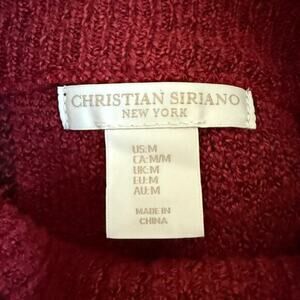 CHRISTIAN SIRIANO
NEW YORK
US:M
CA:M/M
UK:M
EU:M
AU:M
MADE IN
CHINA